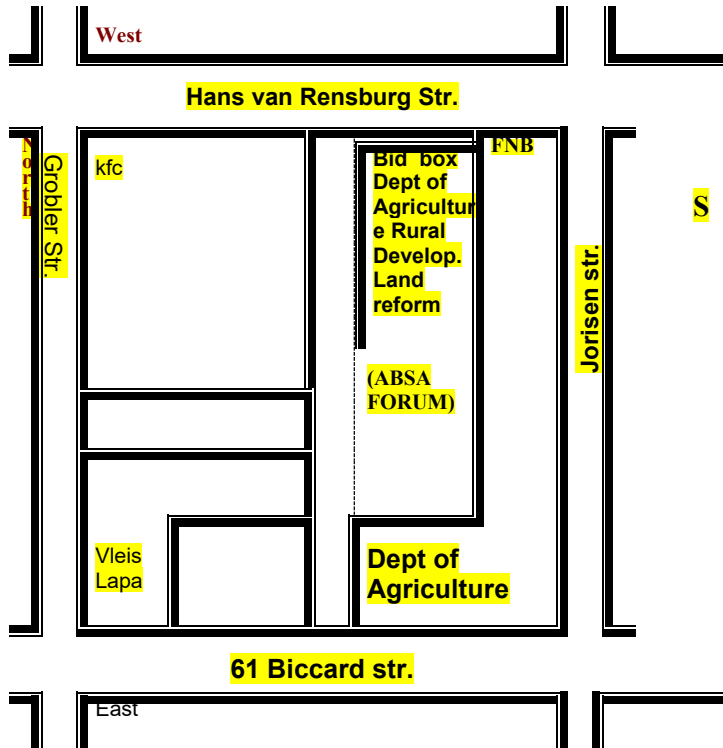 West
Hans van Rensburg Str.
North
Grobler Str.
kfc
Bid box
Dept of
Agricultur
e Rural
Develop.
Land
reform
FNB
S
Jorisen str.
(ABSA
FORUM)
Vleis
Lapa
Dept of
Agriculture
61 Biccard str.
East